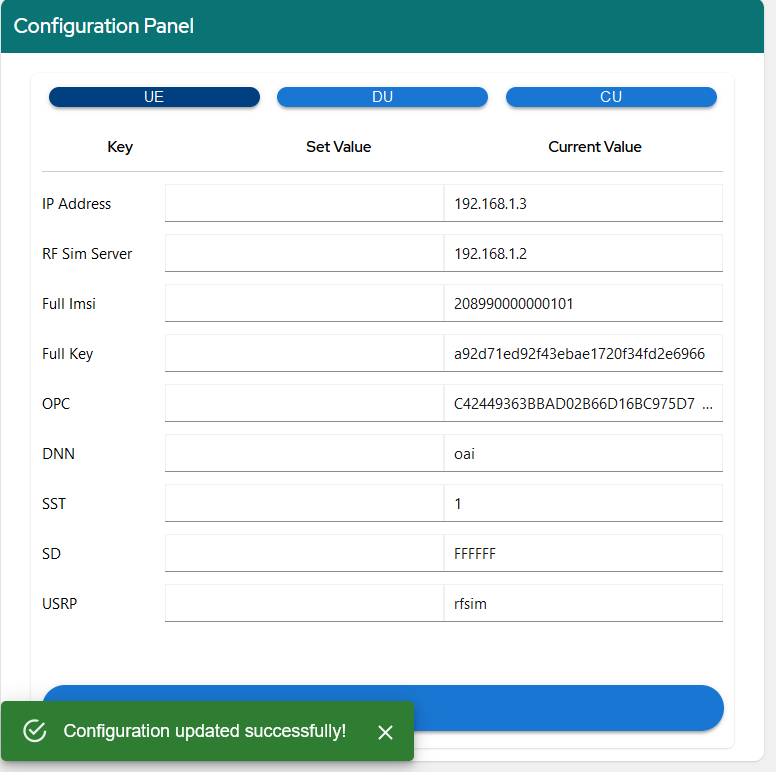 Configuration Panel
UE DU CU
Key Set Value Current Value
IP Address 192.168.1.3
RF Sim Server 192.168.1.2
Full Imsi 208990000000101
Full Key a92d71ed92f43ebae1720f34fd2e6966
OPC C42449363BBAD02B66D16BC975D7 ...
DNN oai
SST 1
SD FFFFFF
USRP rfsim
Configuration updated successfully!